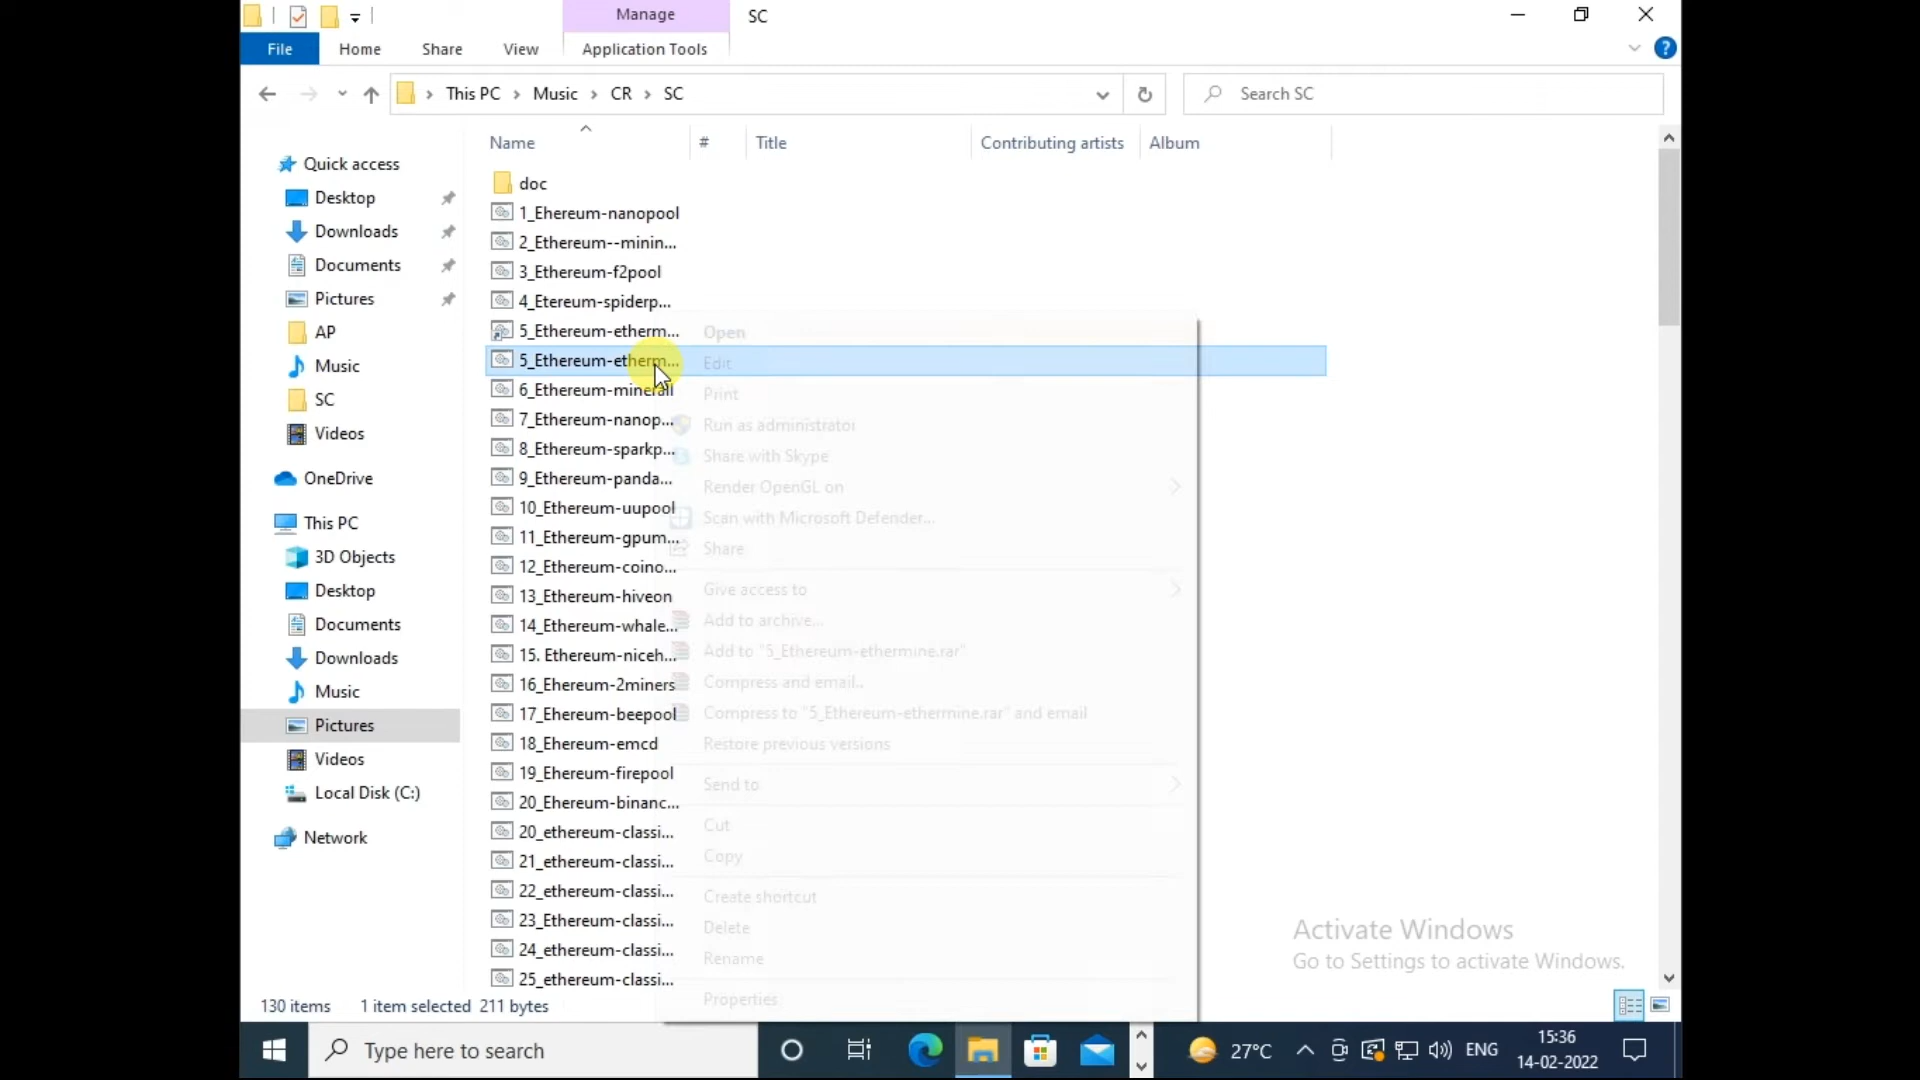 Manage
SC
File
Home
Share
View
Application Tools
This PC
Music
CR
SC
Search SC
Name
#
Title
Contributing artists
Album
Quick access
Desktop
Downloads
Documents
Pictures
AP
Music
SC
Videos
OneDrive
This PC
3D Objects
Desktop
Documents
Downloads
Music
Pictures
Videos
Local Disk (C:)
Network
doc
1_Ehereum-nanopool
2_Ethereum--minin...
3_Ethereum-f2pool
4_Etereum-spiderp...
5_Ethereum-etherm...
5_Ethereum-etherm...
6_Ethereum-minerall
7_Ethereum-nanop...
8_Ethereum-sparkp...
9_Ethereum-panda...
10_Ethereum-uupool
11_Ethereum-gpum...
12_Ethereum-coino...
13_Ethereum-hiveon
14_Ethereum-whale...
15. Ethereum-niceh...
16_Ehereum-2miners
17_Ehereum-beepool
18_Ehereum-emcd
19_Ehereum-firepool
20_Ehereum-binanc...
20_ethereum-classi...
21_ethereum-classi...
22_ethereum-classi...
23_Ethereum-classi...
24_ethereum-classi...
25_ethereum-classi...
Open
Edit
Print
Run as administrator
Share with Skype
Render OpenGL on
Scan with Microsoft Defender...
Share
Give access to
Add to archive...
Add to "5_Ethereum-ethermine.rar"
Compress and email...
Compress to "5_Ethereum-ethermine.rar" and email
Restore previous versions
Send to
Cut
Copy
Create shortcut
Delete
Rename
Properties
Activate Windows
Go to Settings to activate Windows.
130 items
1 item selected 211 bytes
Type here to search
27°C
ENG
15:36
14-02-2022